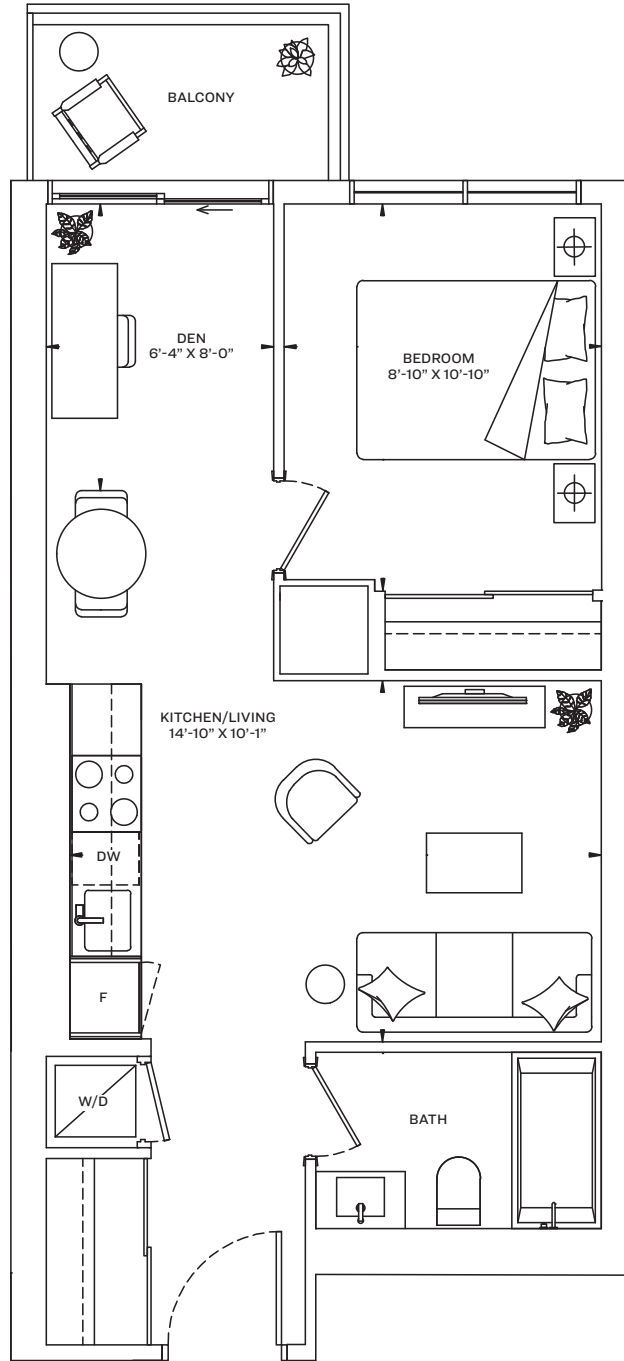 BALCONY
DEN
6’-4” X 8’-0”
BEDROOM
8’-10” X 10’-10”
KITCHEN/LIVING
14’-10” X 10’-1”
DW
F
W/D
BATH